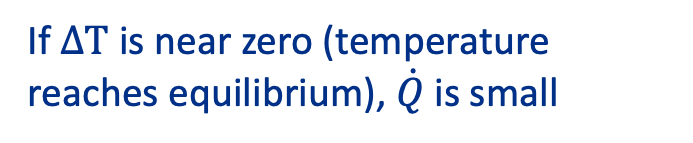 If ΔT is near zero (temperature
reaches equilibrium), Q̇ is small